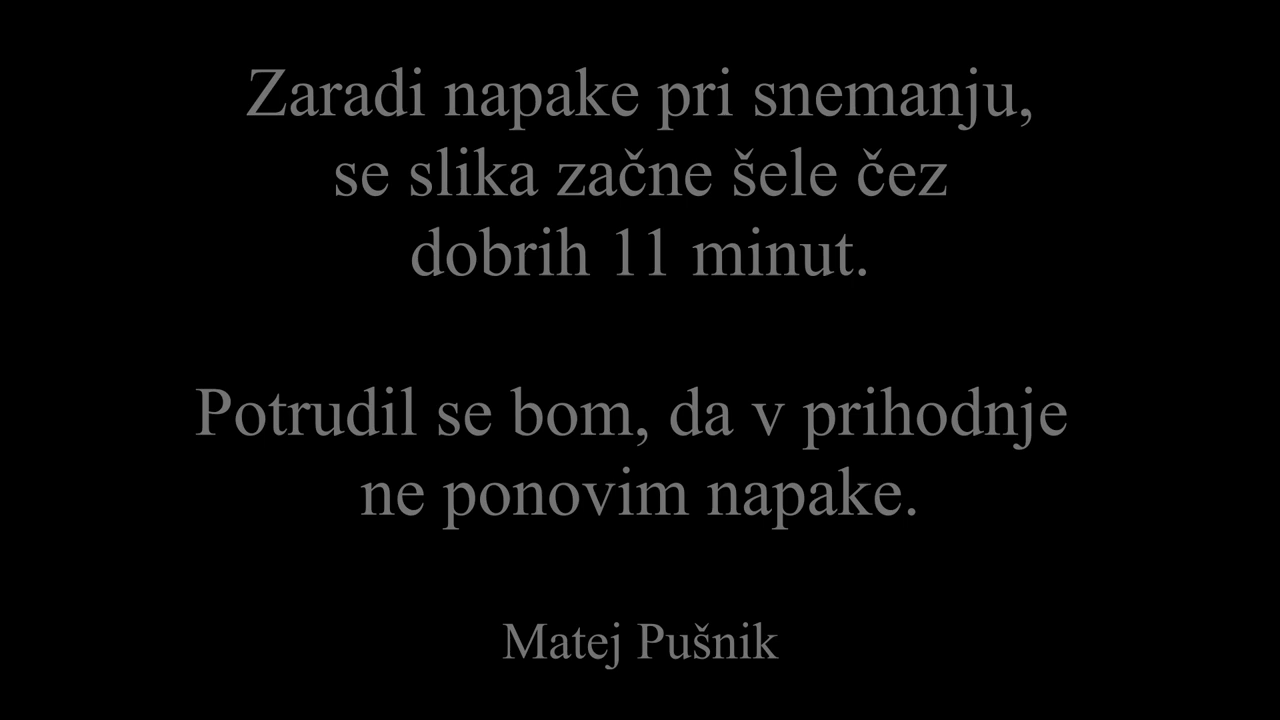 Zaradi napake pri snemanju,
se slika začne šele čez
dobrih 11 minut.
Potrudil se bom, da v prihodnje
ne ponovim napake.
Matej Pušnik